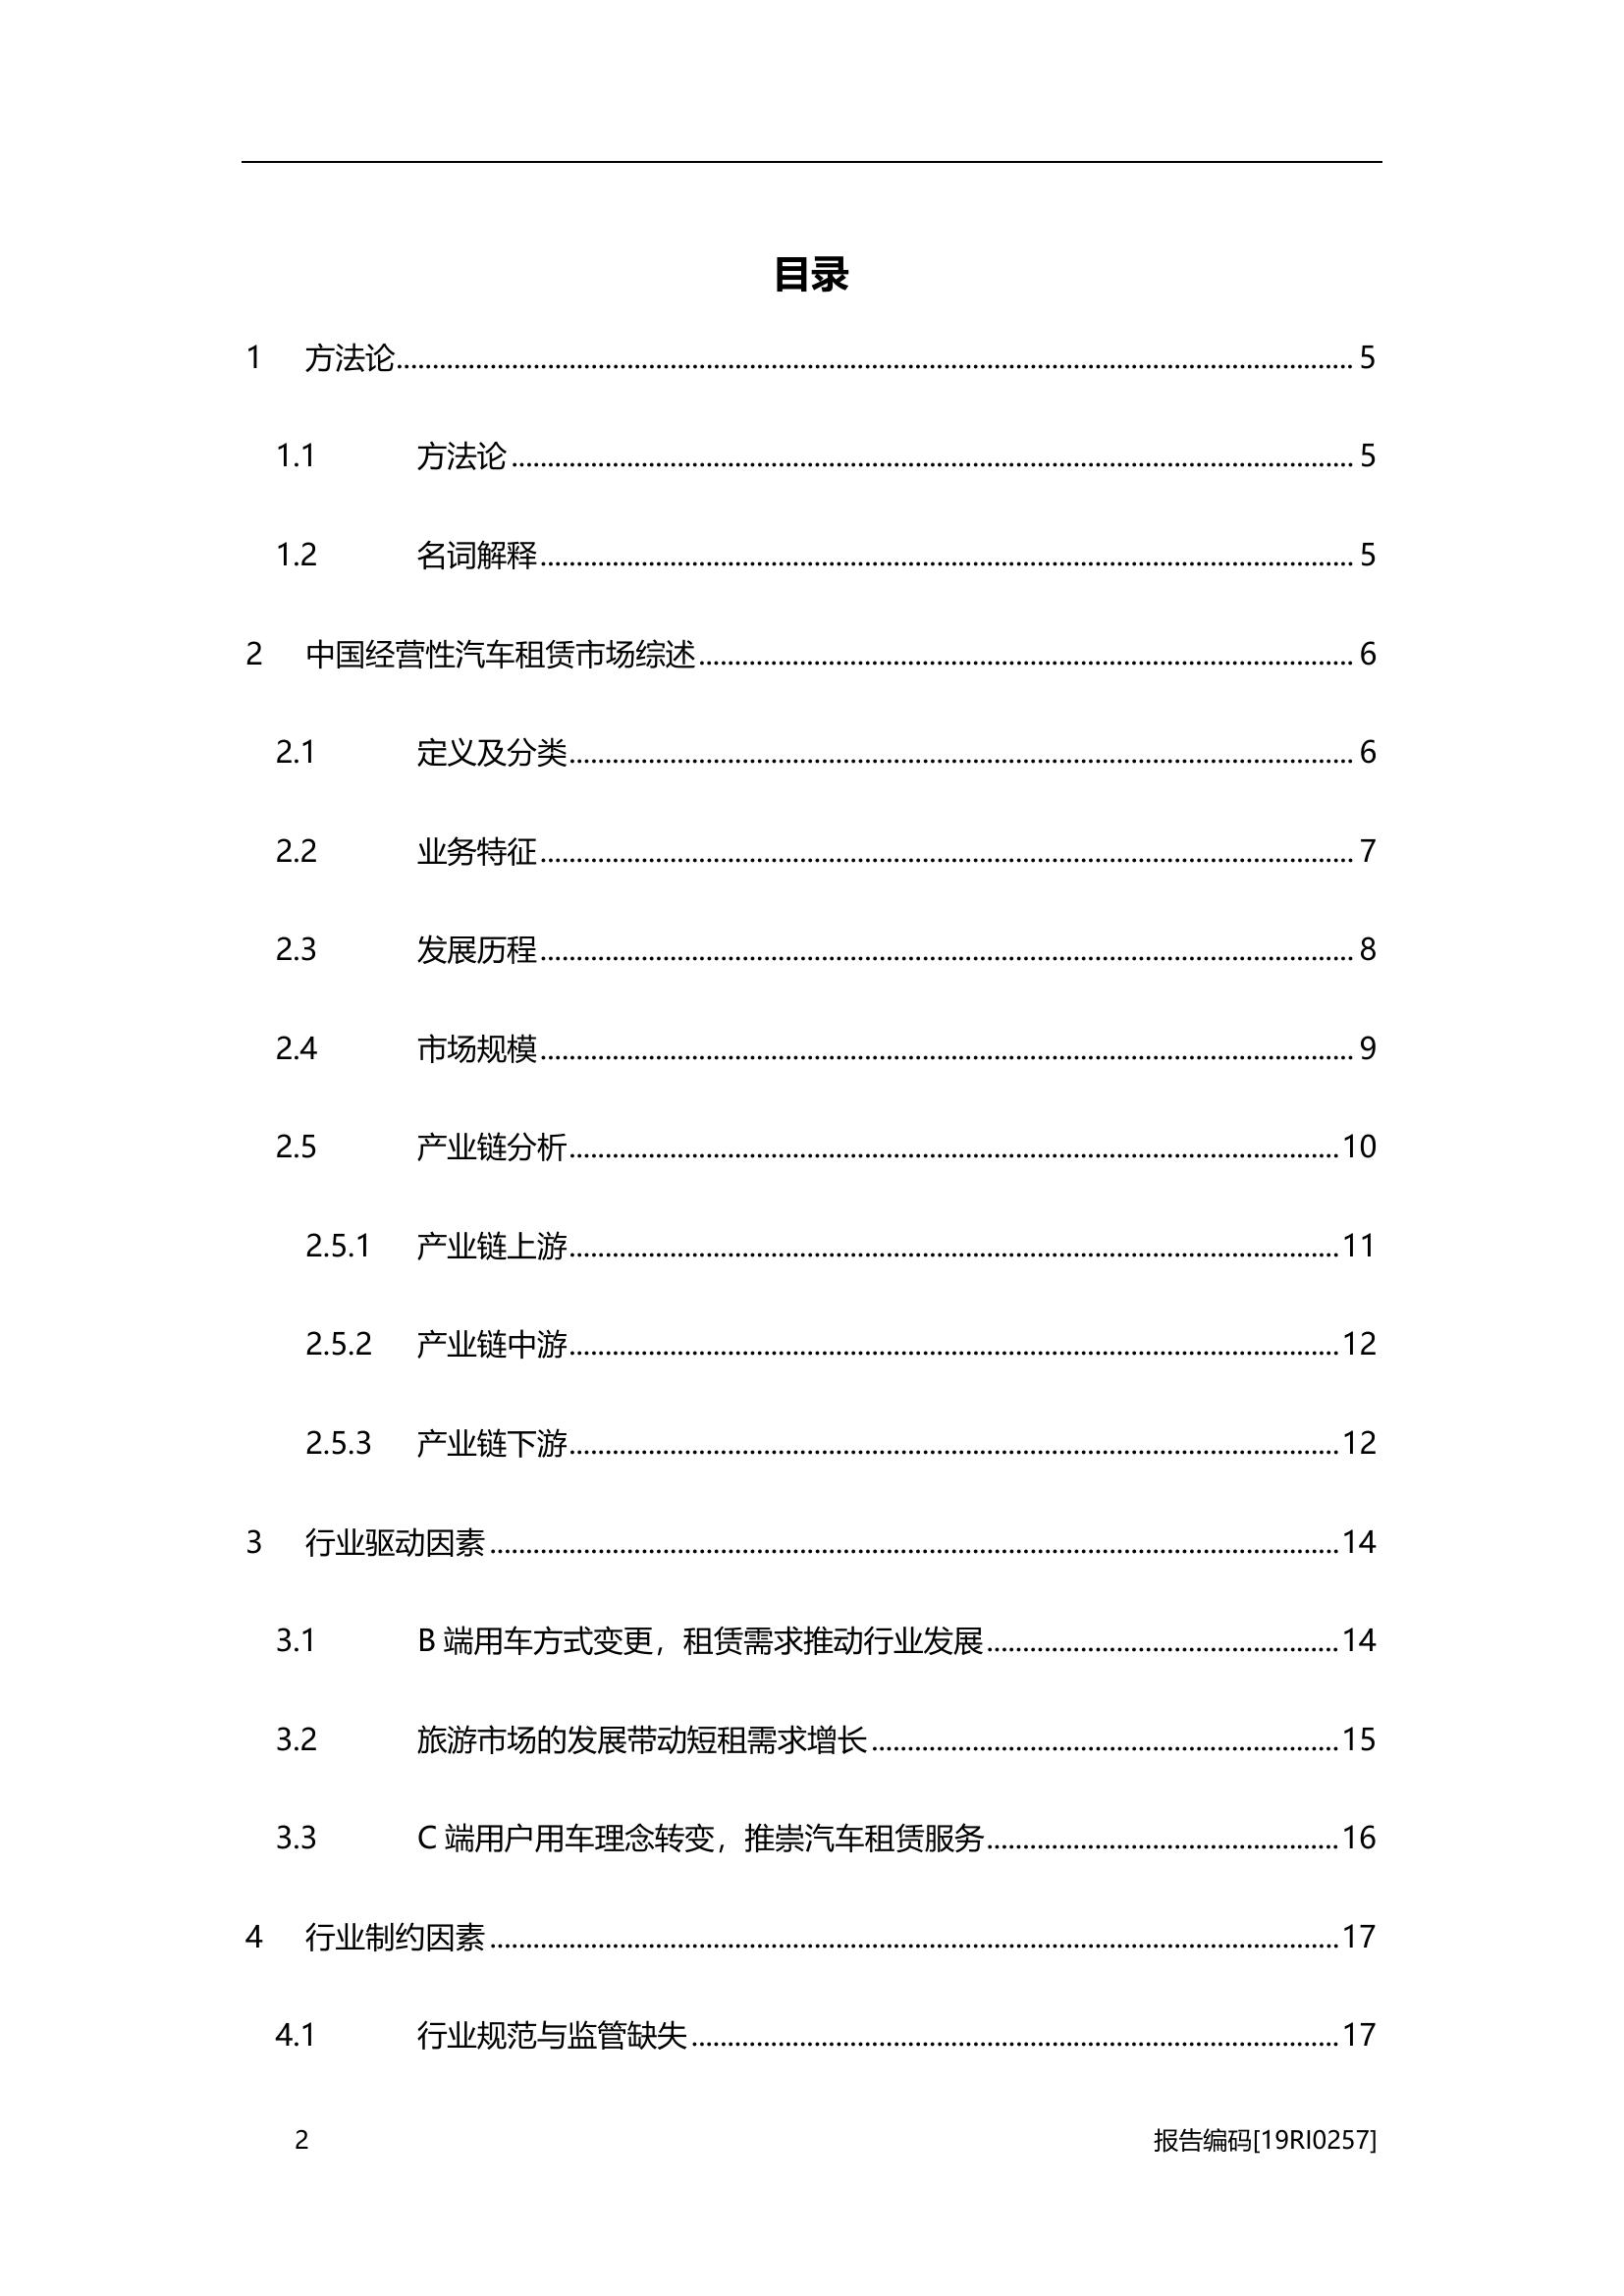 目录
1 方法论........................ 5
1.1 方法论........................ 5
1.2 名词解释........................ 5
2 中国经营性汽车租赁市场综述........................ 6
2.1 定义及分类........................ 6
2.2 业务特征........................ 7
2.3 发展历程........................ 8
2.4 市场规模........................ 9
2.5 产业链分析........................ 10
2.5.1 产业链上游........................ 11
2.5.2 产业链中游........................ 12
2.5.3 产业链下游........................ 12
3 行业驱动因素........................ 14
3.1 B 端用车方式变更，租赁需求推动行业发展........................ 14
3.2 旅游市场的发展带动短租需求增长........................ 15
3.3 C 端用户用车理念转变，推崇汽车租赁服务........................ 16
4 行业制约因素........................ 17
4.1 行业规范与监管缺失........................ 17
2 报告编码[19RI0257]